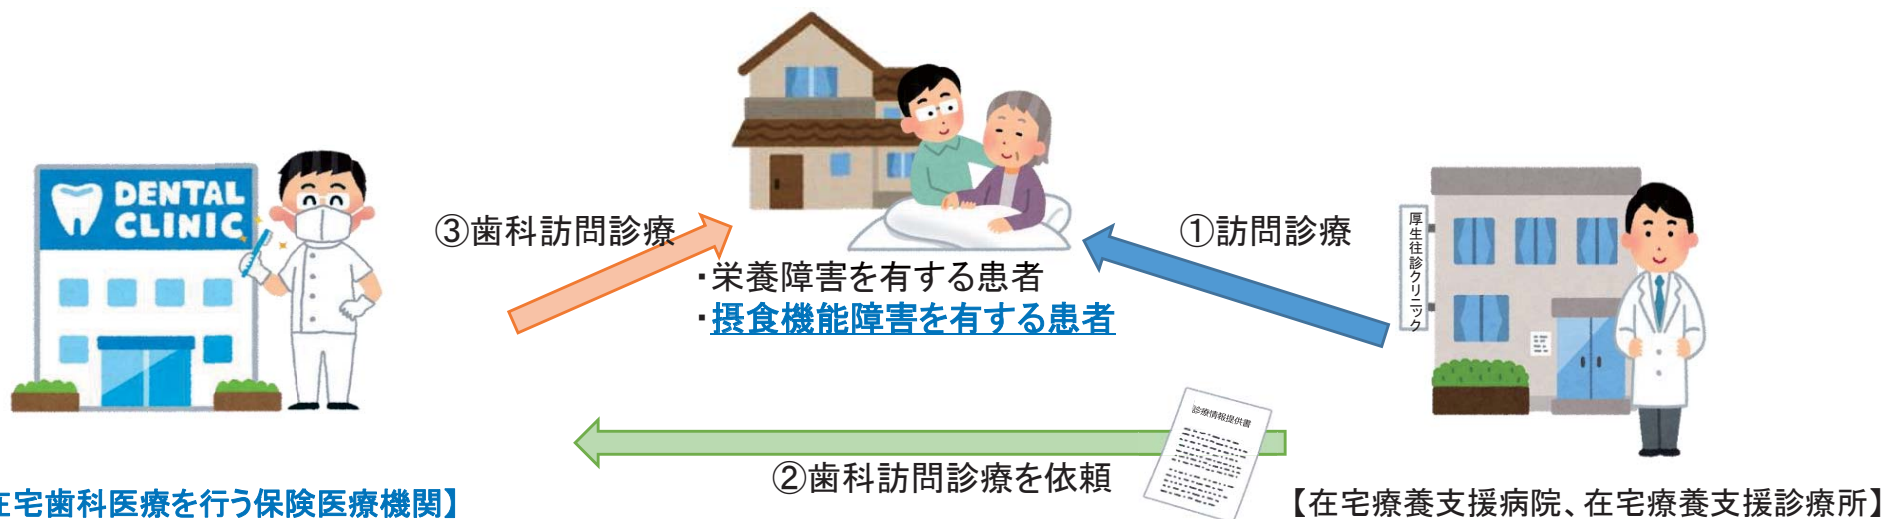 DENTAL
CLINIC
③歯科訪問診療
①訪問診療
厚生往診クリニック
・栄養障害を有する患者
・摂食機能障害を有する患者
診療情報提供書
②歯科訪問診療を依頼
宅歯科医療を行う保険医療機関】
【在宅療養支援病院、在宅療養支援診療所】